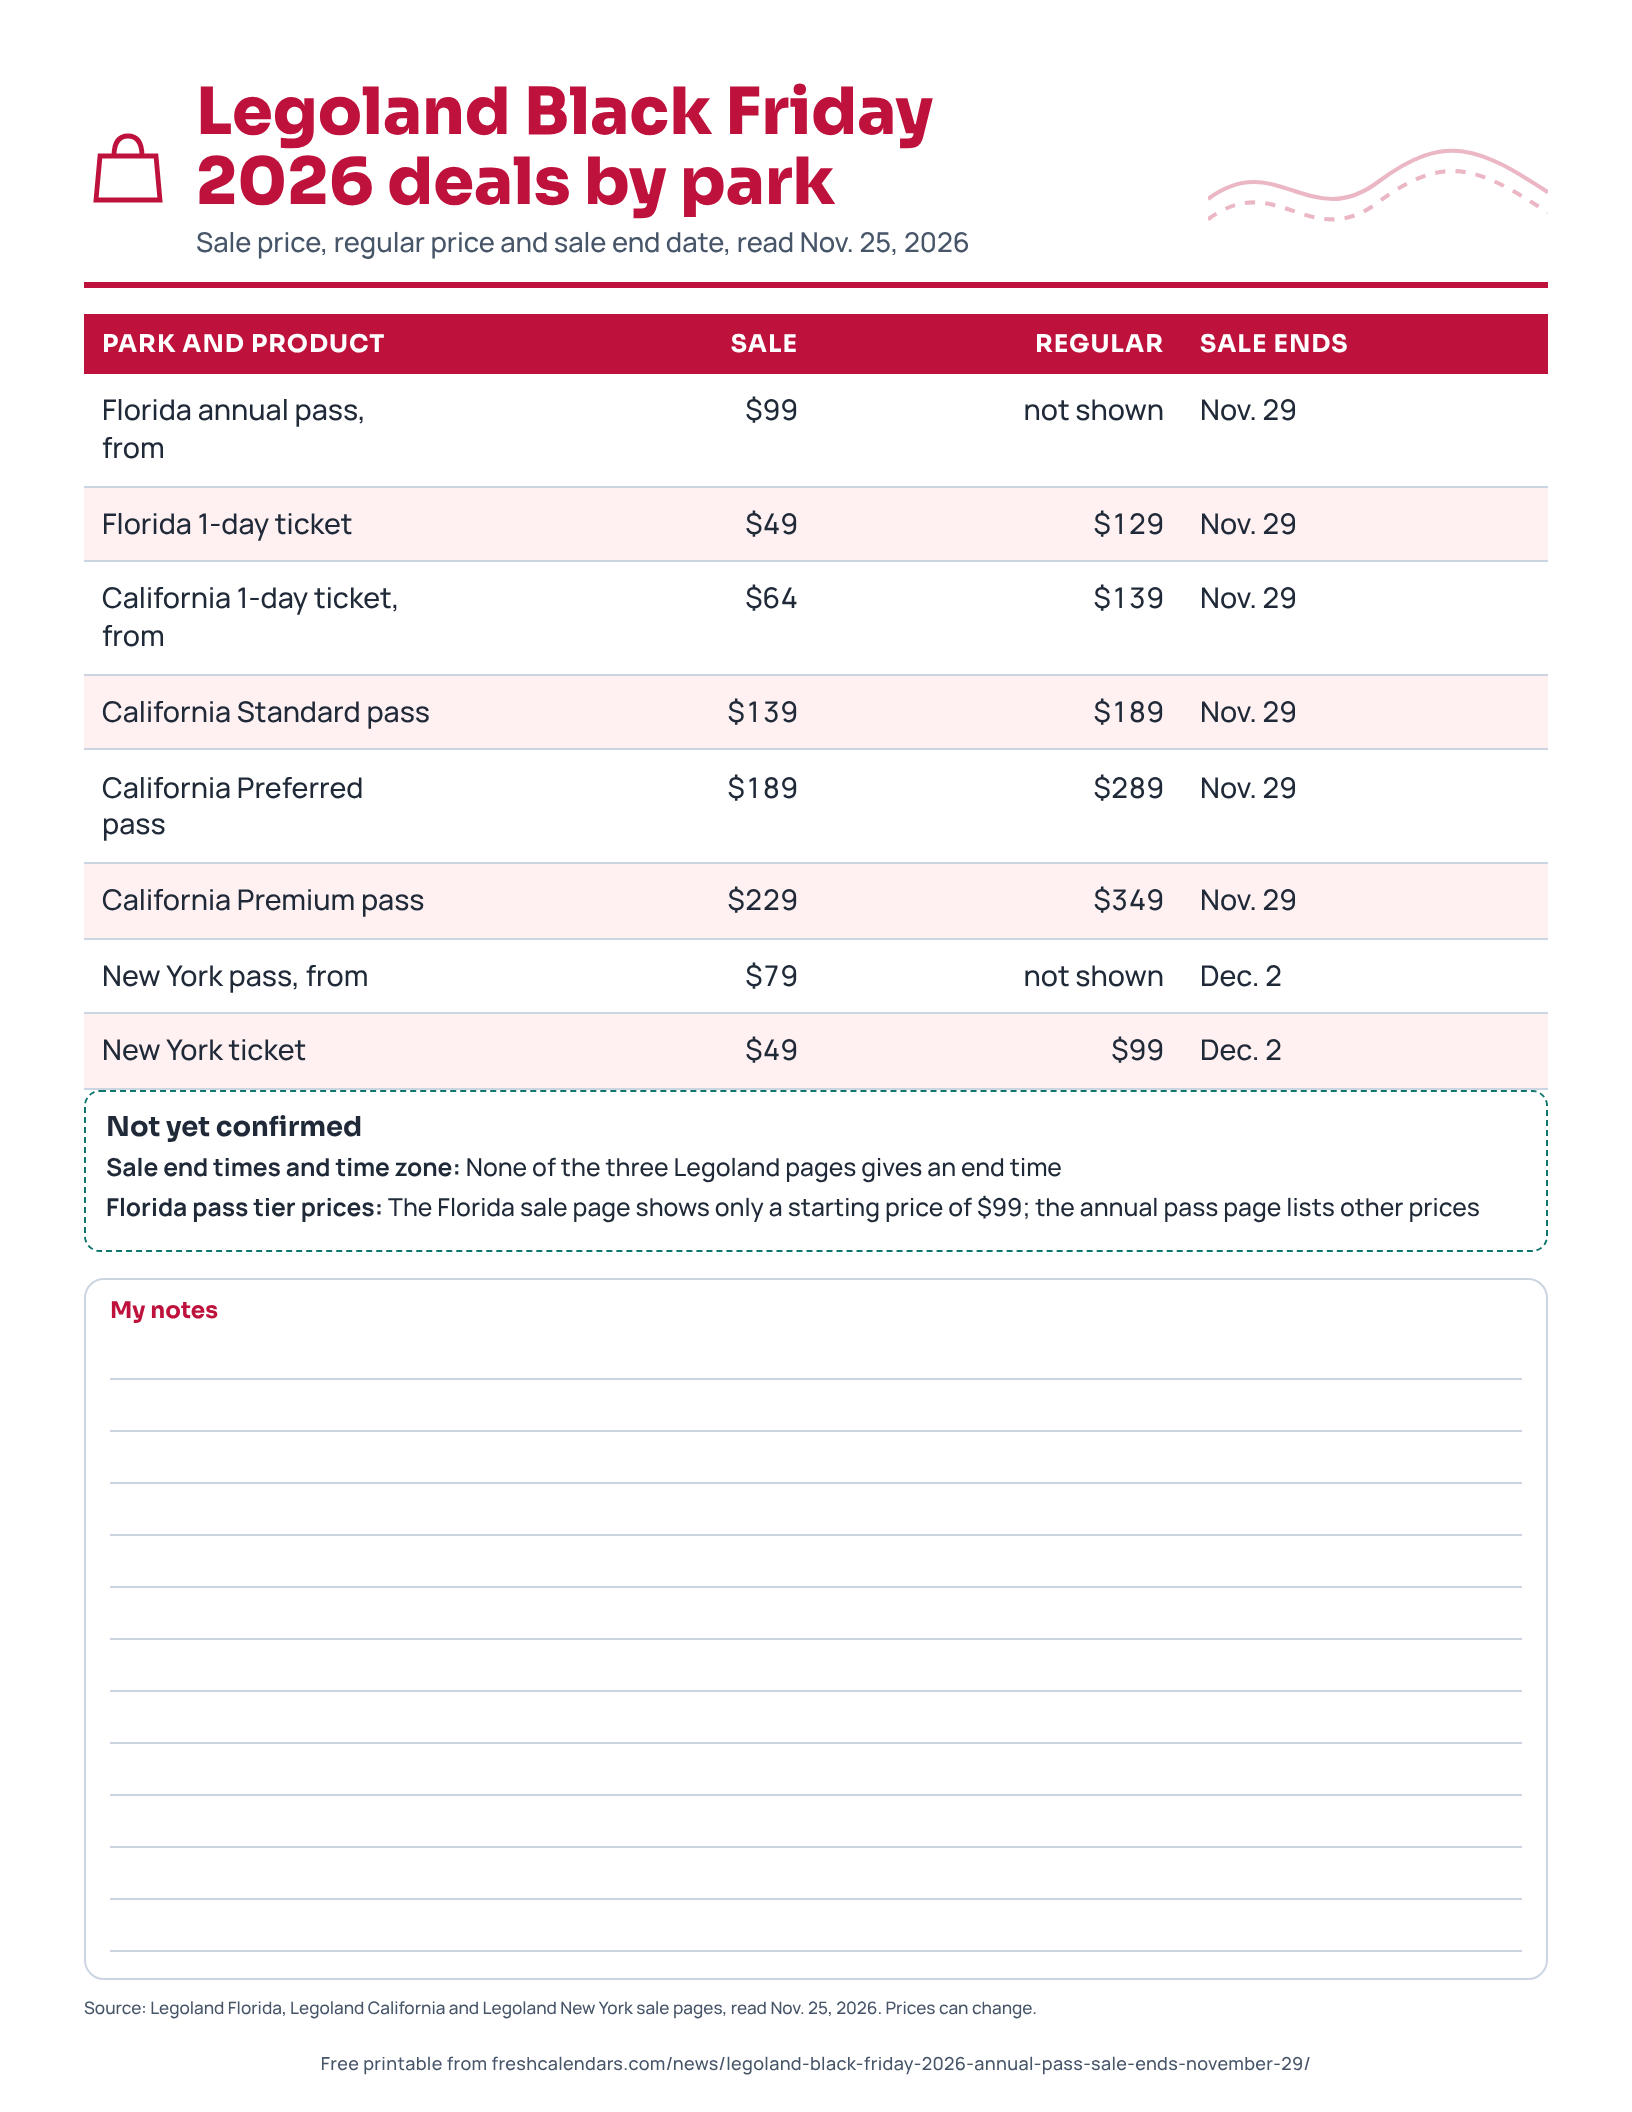 Legoland Black Friday
2026 deals by park
Sale price, regular price and sale end date, read Nov. 25, 2026
PARK AND PRODUCT SALE REGULAR SALE ENDS
Florida annual pass, $99 not shown Nov. 29
from
Florida 1-day ticket $49 $129 Nov. 29
California 1-day ticket, $64 $139 Nov. 29
from
California Standard pass $139 $189 Nov. 29
California Preferred $189 $289 Nov. 29
pass
California Premium pass $229 $349 Nov. 29
New York pass, from $79 not shown Dec. 2
New York ticket $49 $99 Dec. 2
Not yet confirmed
Sale end times and time zone: None of the three Legoland pages gives an end time
Florida pass tier prices: The Florida sale page shows only a starting price of $99; the annual pass page lists other prices
My notes
Source: Legoland Florida, Legoland California and Legoland New York sale pages, read Nov. 25, 2026. Prices can change.
Free printable from freshcalendars.com/news/legoland-black-friday-2026-annual-pass-sale-ends-november-29/